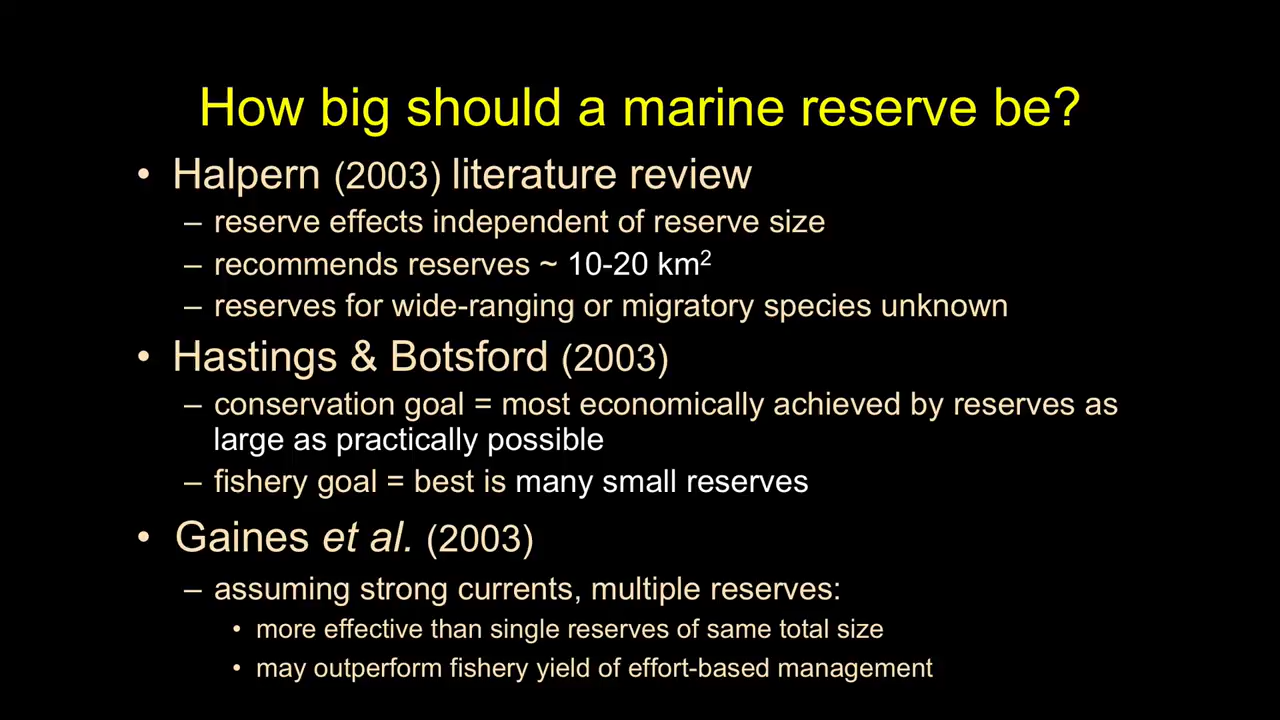 How big should a marine reserve be?
• Halpern (2003) literature review
– reserve effects independent of reserve size
– recommends reserves ~ 10-20 km²
– reserves for wide-ranging or migratory species unknown
• Hastings & Botsford (2003)
– conservation goal = most economically achieved by reserves as
large as practically possible
– fishery goal = best is many small reserves
• Gaines et al. (2003)
– assuming strong currents, multiple reserves:
• more effective than single reserves of same total size
• may outperform fishery yield of effort-based management